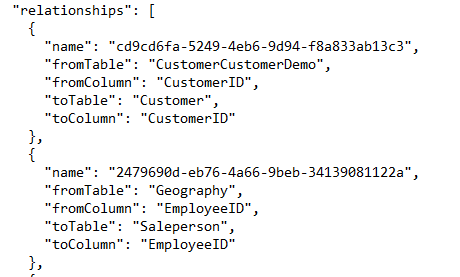 "relationships": [
{
"name": "cd9cd6fa-5249-4eb6-9d94-f8a833ab13c3",
"fromTable": "CustomerCustomerDemo",
"fromColumn": "CustomerID",
"toTable": "Customer",
"toColumn": "CustomerID"
},
{
"name": "2479690d-eb76-4a66-9beb-34139081122a",
"fromTable": "Geography",
"fromColumn": "EmployeeID",
"toTable": "Saleperson",
"toColumn": "EmployeeID"
},
{